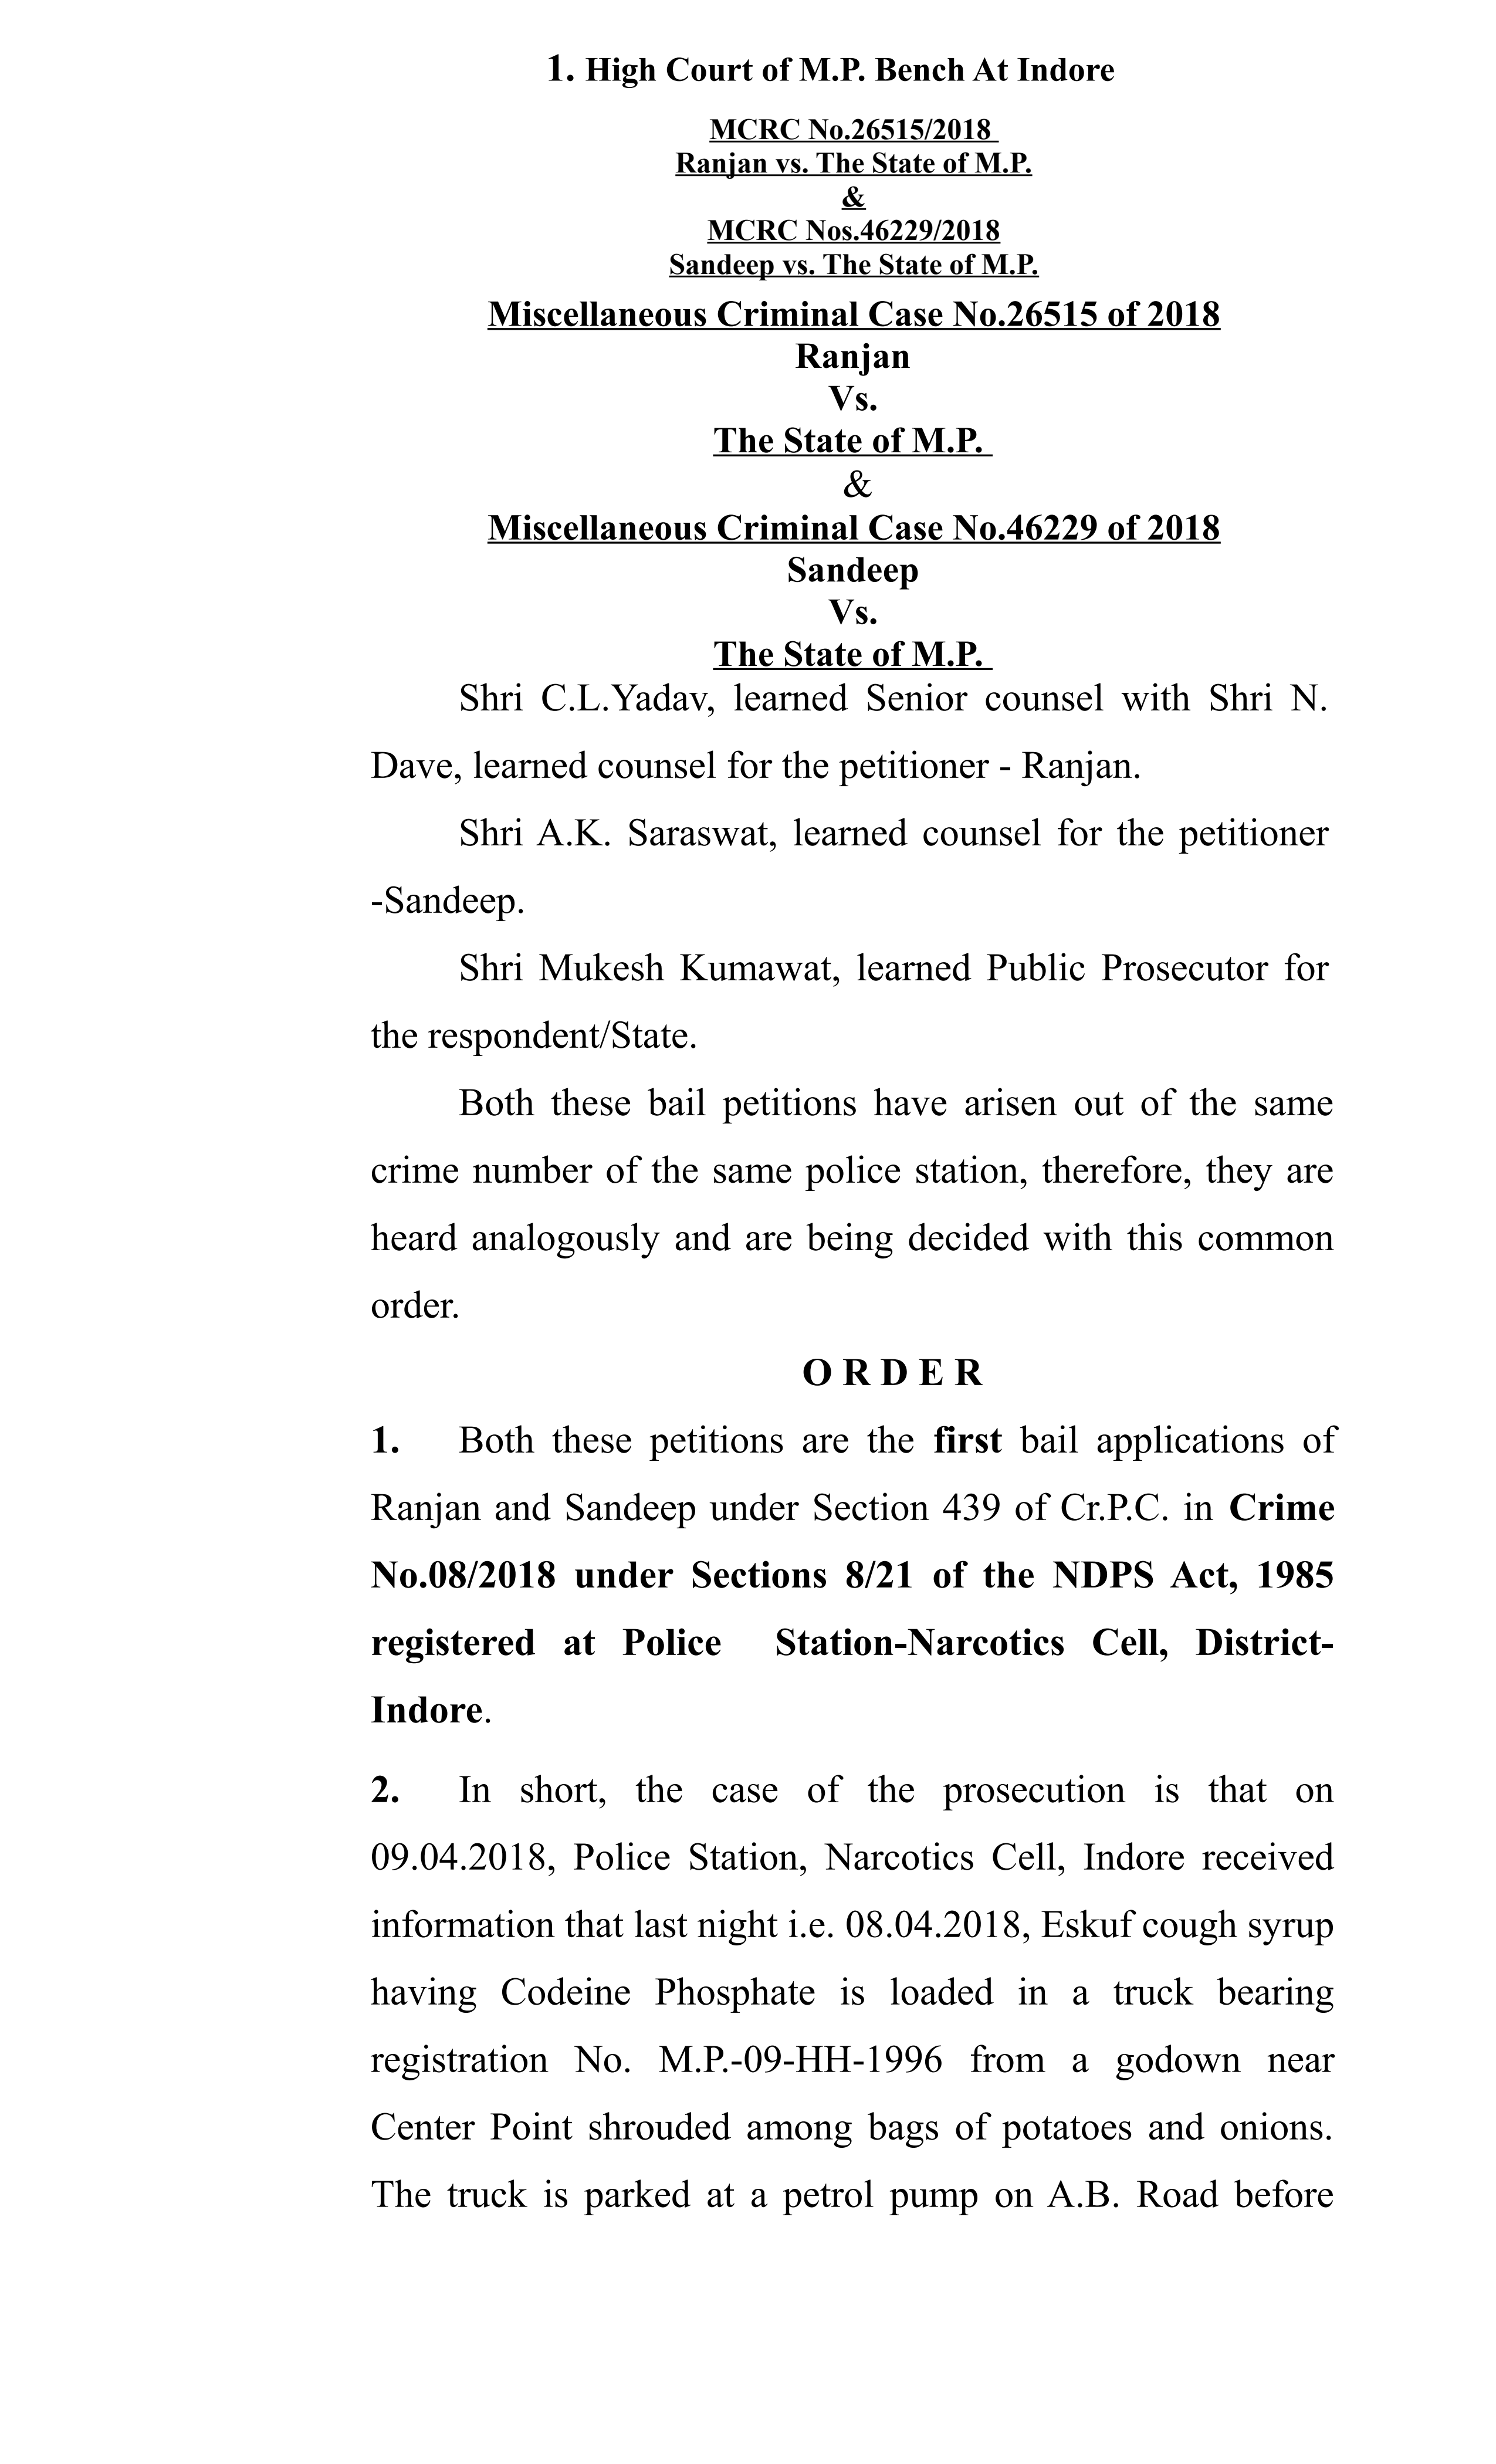 1. High Court of M.P. Bench At Indore
MCRC No.26515/2018
Ranjan vs. The State of M.P.
&
MCRC Nos.46229/2018
Sandeep vs. The State of M.P.
Miscellaneous Criminal Case No.26515 of 2018
Ranjan
Vs.
The State of M.P.
&
Miscellaneous Criminal Case No.46229 of 2018
Sandeep
Vs.
The State of M.P.
Shri C.L.Yadav, learned Senior counsel with Shri N.
Dave, learned counsel for the petitioner - Ranjan.
Shri A.K. Saraswat, learned counsel for the petitioner
-Sandeep.
Shri Mukesh Kumawat, learned Public Prosecutor for
the respondent/State.
Both these bail petitions have arisen out of the same
crime number of the same police station, therefore, they are
heard analogously and are being decided with this common
order.
O R D E R
1. Both these petitions are the first bail applications of
Ranjan and Sandeep under Section 439 of Cr.P.C. in Crime
No.08/2018 under Sections 8/21 of the NDPS Act, 1985
registered at Police Station-Narcotics Cell, District-
Indore.
2. In short, the case of the prosecution is that on
09.04.2018, Police Station, Narcotics Cell, Indore received
information that last night i.e. 08.04.2018, Eskuf cough syrup
having Codeine Phosphate is loaded in a truck bearing
registration No. M.P.-09-HH-1996 from a godown near
Center Point shrouded among bags of potatoes and onions.
The truck is parked at a petrol pump on A.B. Road before